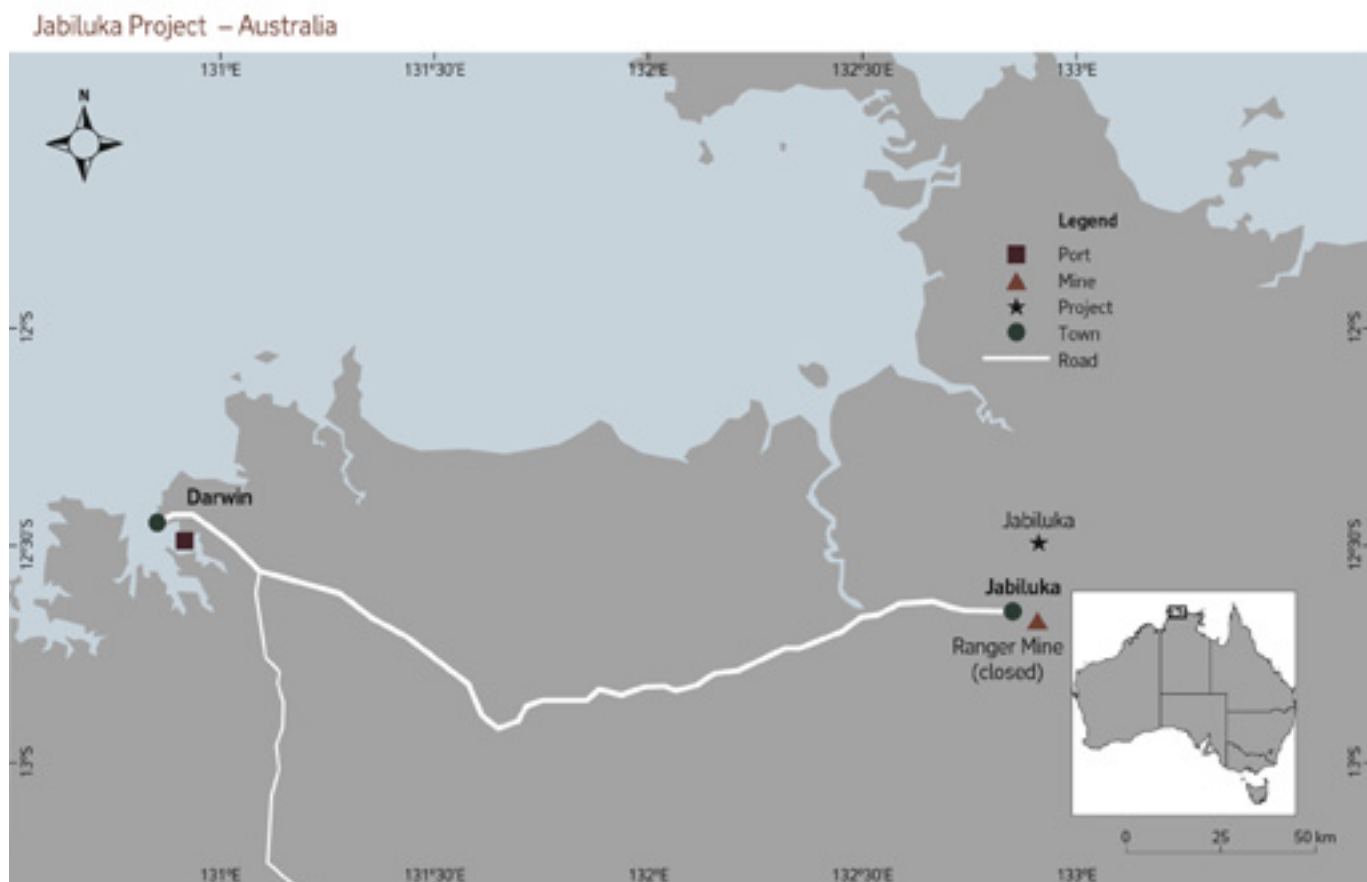 Jabiluka Project – Australia
131°E 131°30'E 132°E 132°30'E 133°E
N
Legend
Port
Mine
Project
Town
Road
12°S 12°S
Darwin
Jabiluka
12°30'S 12°30'S
Jabiluka
Ranger Mine
(closed)
13°S 13°S
0 25 50 km
131°E 131°30'E 132°E 132°30'E 133°E